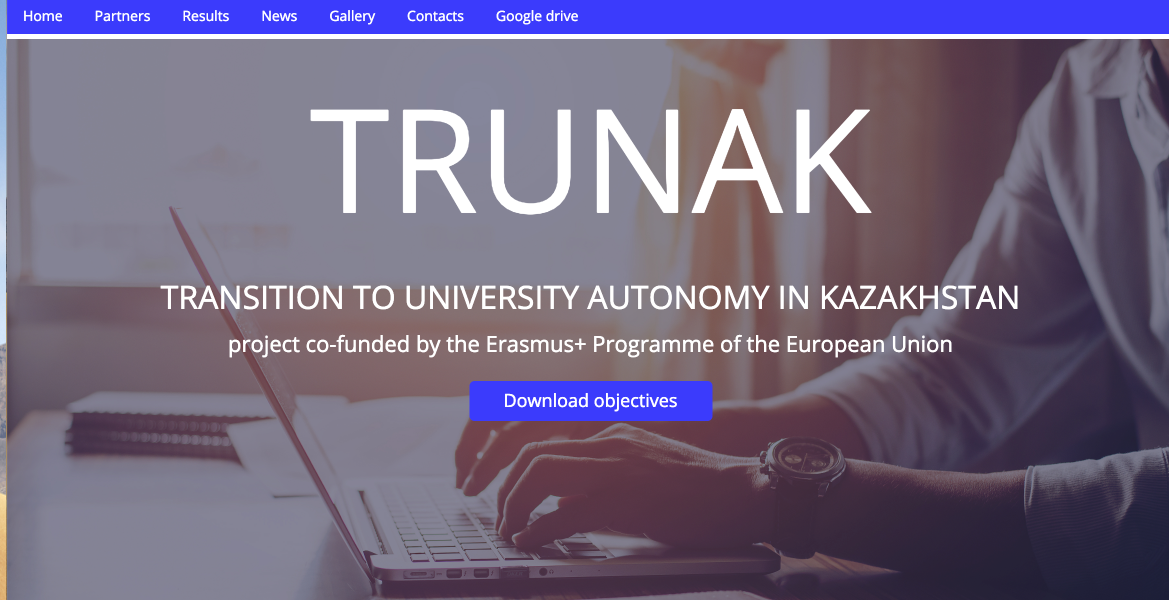 Home Partners Results News Gallery Contacts Google drive
TRUNAK
TRANSITION TO UNIVERSITY AUTONOMY IN KAZAKHSTAN
project co-funded by the Erasmus+ Programme of the European Union
Download objectives